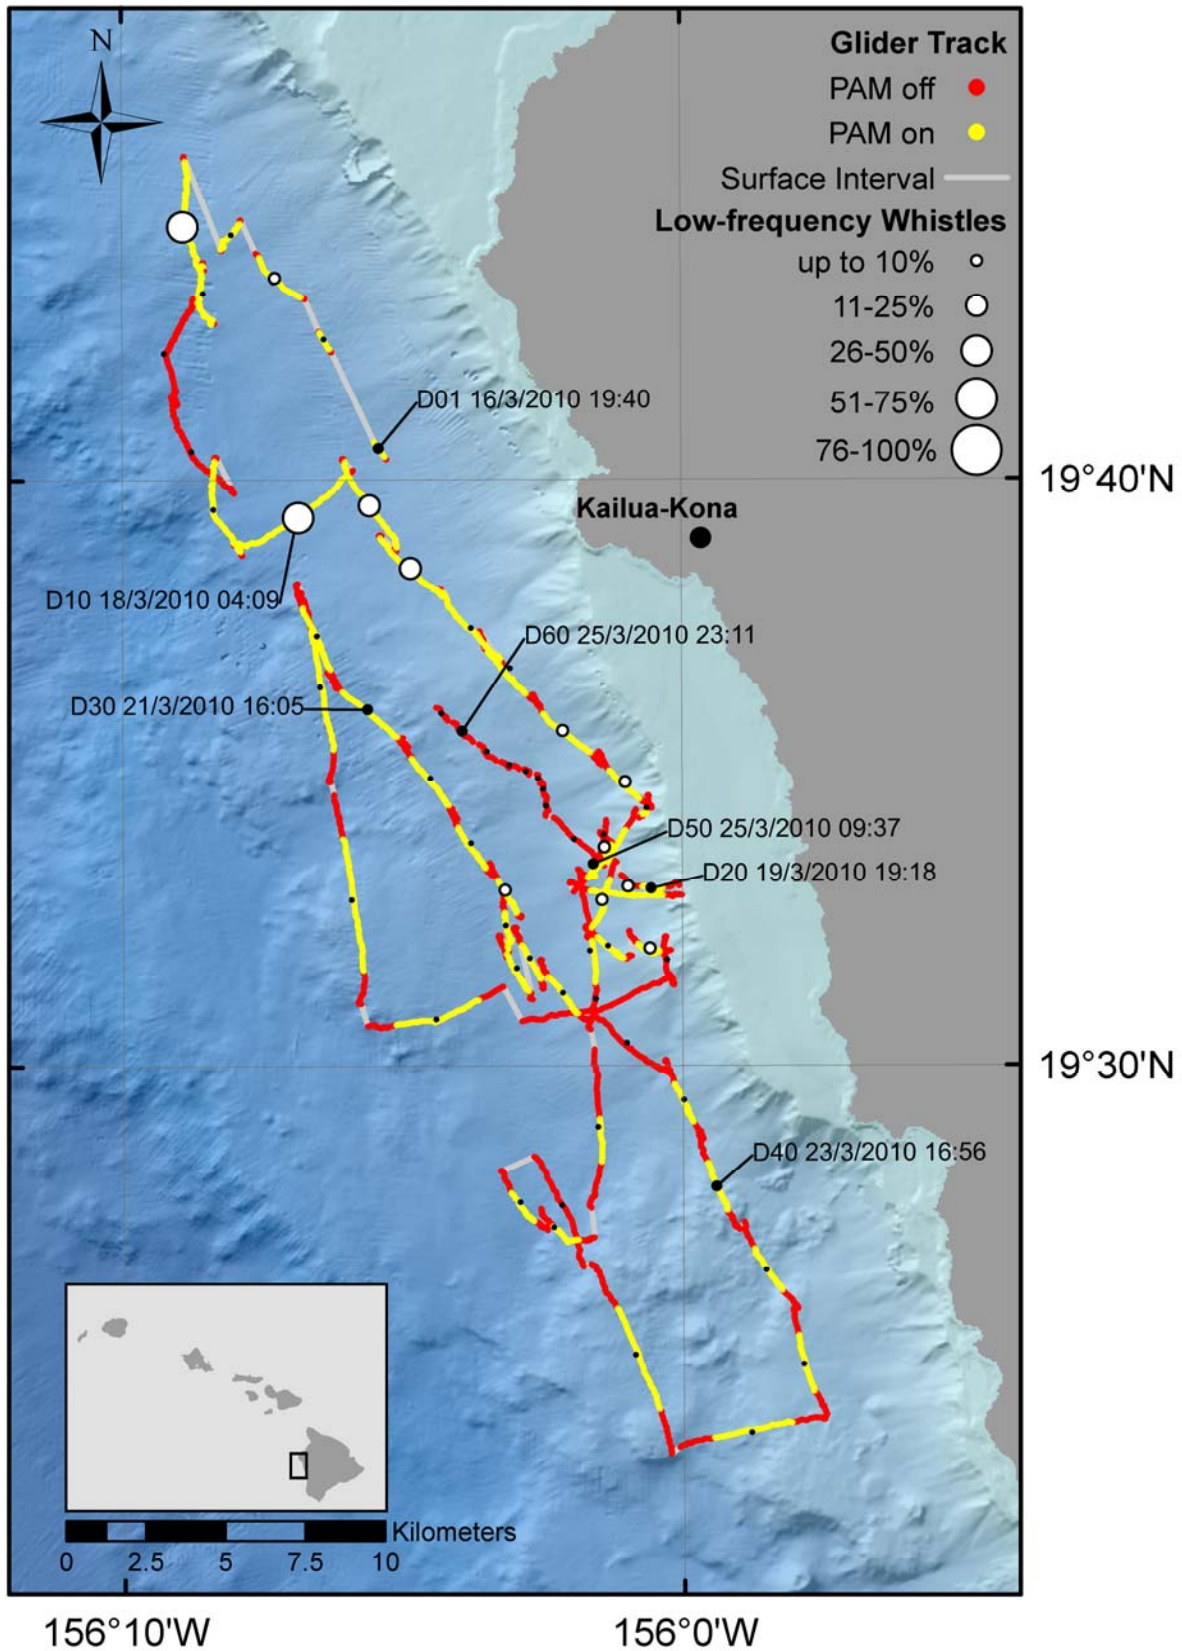 N
Glider Track
PAM off
PAM on
Surface Interval
Low-frequency Whistles
up to 10%
11-25%
26-50%
51-75%
76-100%
D01 16/3/2010 19:40
19°40'N
Kailua-Kona
D10 18/3/2010 04:09
D60 25/3/2010 23:11
D30 21/3/2010 16:05
D50 25/3/2010 09:37
D20 19/3/2010 19:18
19°30'N
D40 23/3/2010 16:56
Kilometers
0 2.5 5 7.5 10
156°10'W 156°0'W